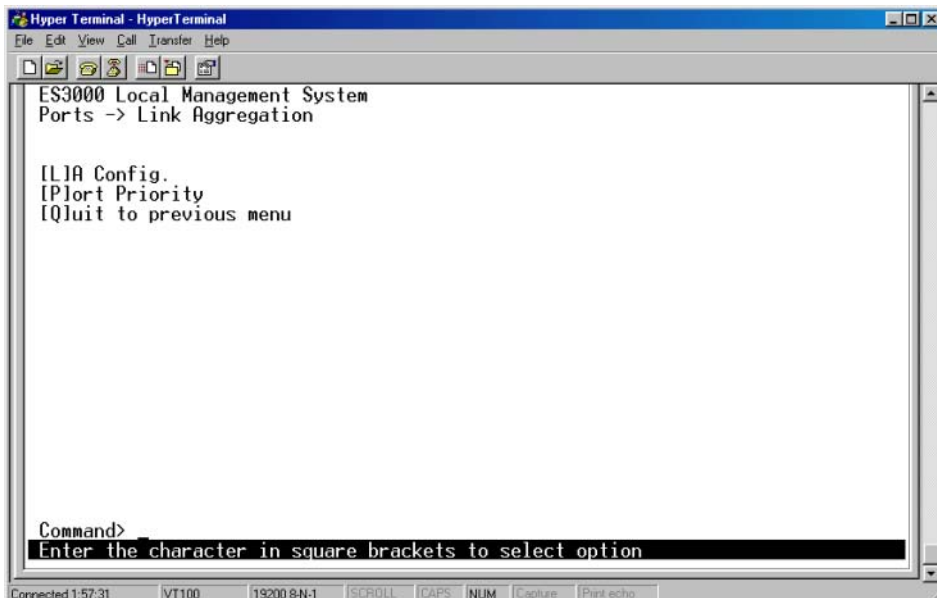 Hyper Terminal - HyperTerminal
File Edit View Call Transfer Help
ES3000 Local Management System
Ports -> Link Aggregation
[L]A Config.
[P]ort Priority
[Q]uit to previous menu
Command> _
Enter the character in square brackets to select option
Connected 1:57:31 VT100 19200 8-N-1 SCROLL CAPS NUM Capture Print echo